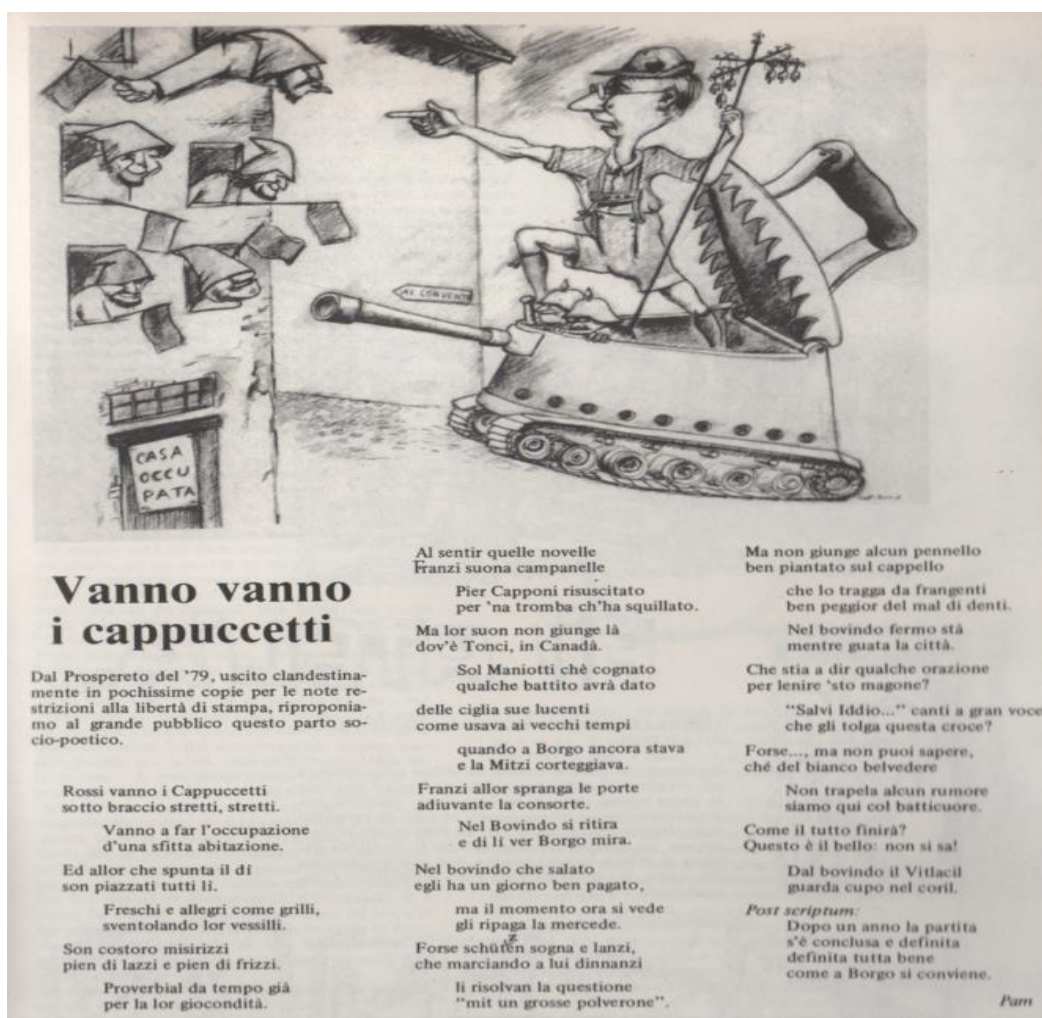 AL CONVENTO
CASA
OCCU
PATA
Vanno vanno
i cappuccetti
Dal Prospereto del '79, uscito clandestina-
mente in pochissime copie per le note re-
strizioni alla libertà di stampa, riproponia-
mo al grande pubblico questo parto so-
cio-poetico.
Rossi vanno i Cappuccetti
sotto braccio stretti, stretti.
Vanno a far l'occupazione
d'una sfitta abitazione.
Ed allor che spunta il dí
son piazzati tutti lí.
Freschi e allegri come grilli,
sventolando lor vessilli.
Son costoro misirizzi
pien di lazzi e pien di frizzi.
Proverbial da tempo già
per la lor giocondità.
Al sentir quelle novelle
Franzi suona campanelle
Pier Capponi risuscitato
per 'na tromba ch'ha squillato.
Ma lor suon non giunge là
dov'è Tonci, in Canadà.
Sol Maniotti chè cognato
qualche battito avrà dato
delle ciglia sue lucenti
come usava ai vecchi tempi
quando a Borgo ancora stava
e la Mitzi corteggiava.
Franzi allor spranga le porte
adiuvante la consorte.
Nel Bovindo si ritira
e di lí ver Borgo mira.
Nel bovindo che salato
egli ha un giorno ben pagato,
ma il momento ora si vede
gli ripaga la mercede.
Forse schützen sogna e lanzi,
che marciando a lui dinnanzi
li risolvan la questione
"mit un grosse polverone".
Ma non giunge alcun pennello
ben piantato sul cappello
che lo tragga da frangenti
ben peggior del mal di denti.
Nel bovindo fermo stà
mentre guata la città.
Che stia a dir qualche orazione
per lenire 'sto magone?
"Salvi Iddio..." canti a gran voce
che gli tolga questa croce?
Forse..., ma non puoi sapere,
ché del bianco belvedere
Non trapela alcun rumore
siamo qui col batticuore.
Come il tutto finirà?
Questo è il bello: non si sa!
Dal bovindo il Vitlacil
guarda cupo nel coril.
Post scriptum:
Dopo un anno la partita
s'è conclusa e definita
definita tutta bene
come a Borgo si conviene.
Pam